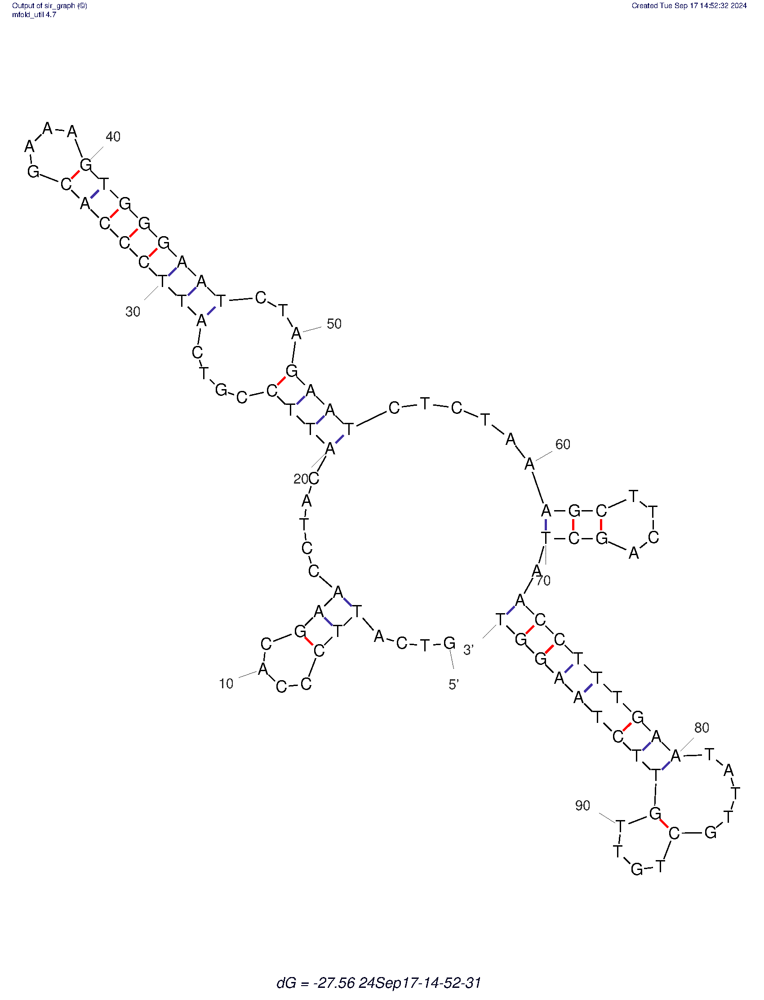 Output of sir_graph (©)
mfold_util 4.7
Created Tue Sep 17 14:52:32 2024
5'
G T C A T T C C C A
10
C G A A C C T A C A
20
T T C C G T C A T T
30
C C C A C G A A A G
40
T G G G A A T C T A
50
G A A T C T C T A A
60
A G C T T C A G C T
70
A A C C T T T G A A
80
T A T T G C T G T T
90
G T T C T A A G G T
3'
dG = -27.56 24Sep17-14-52-31